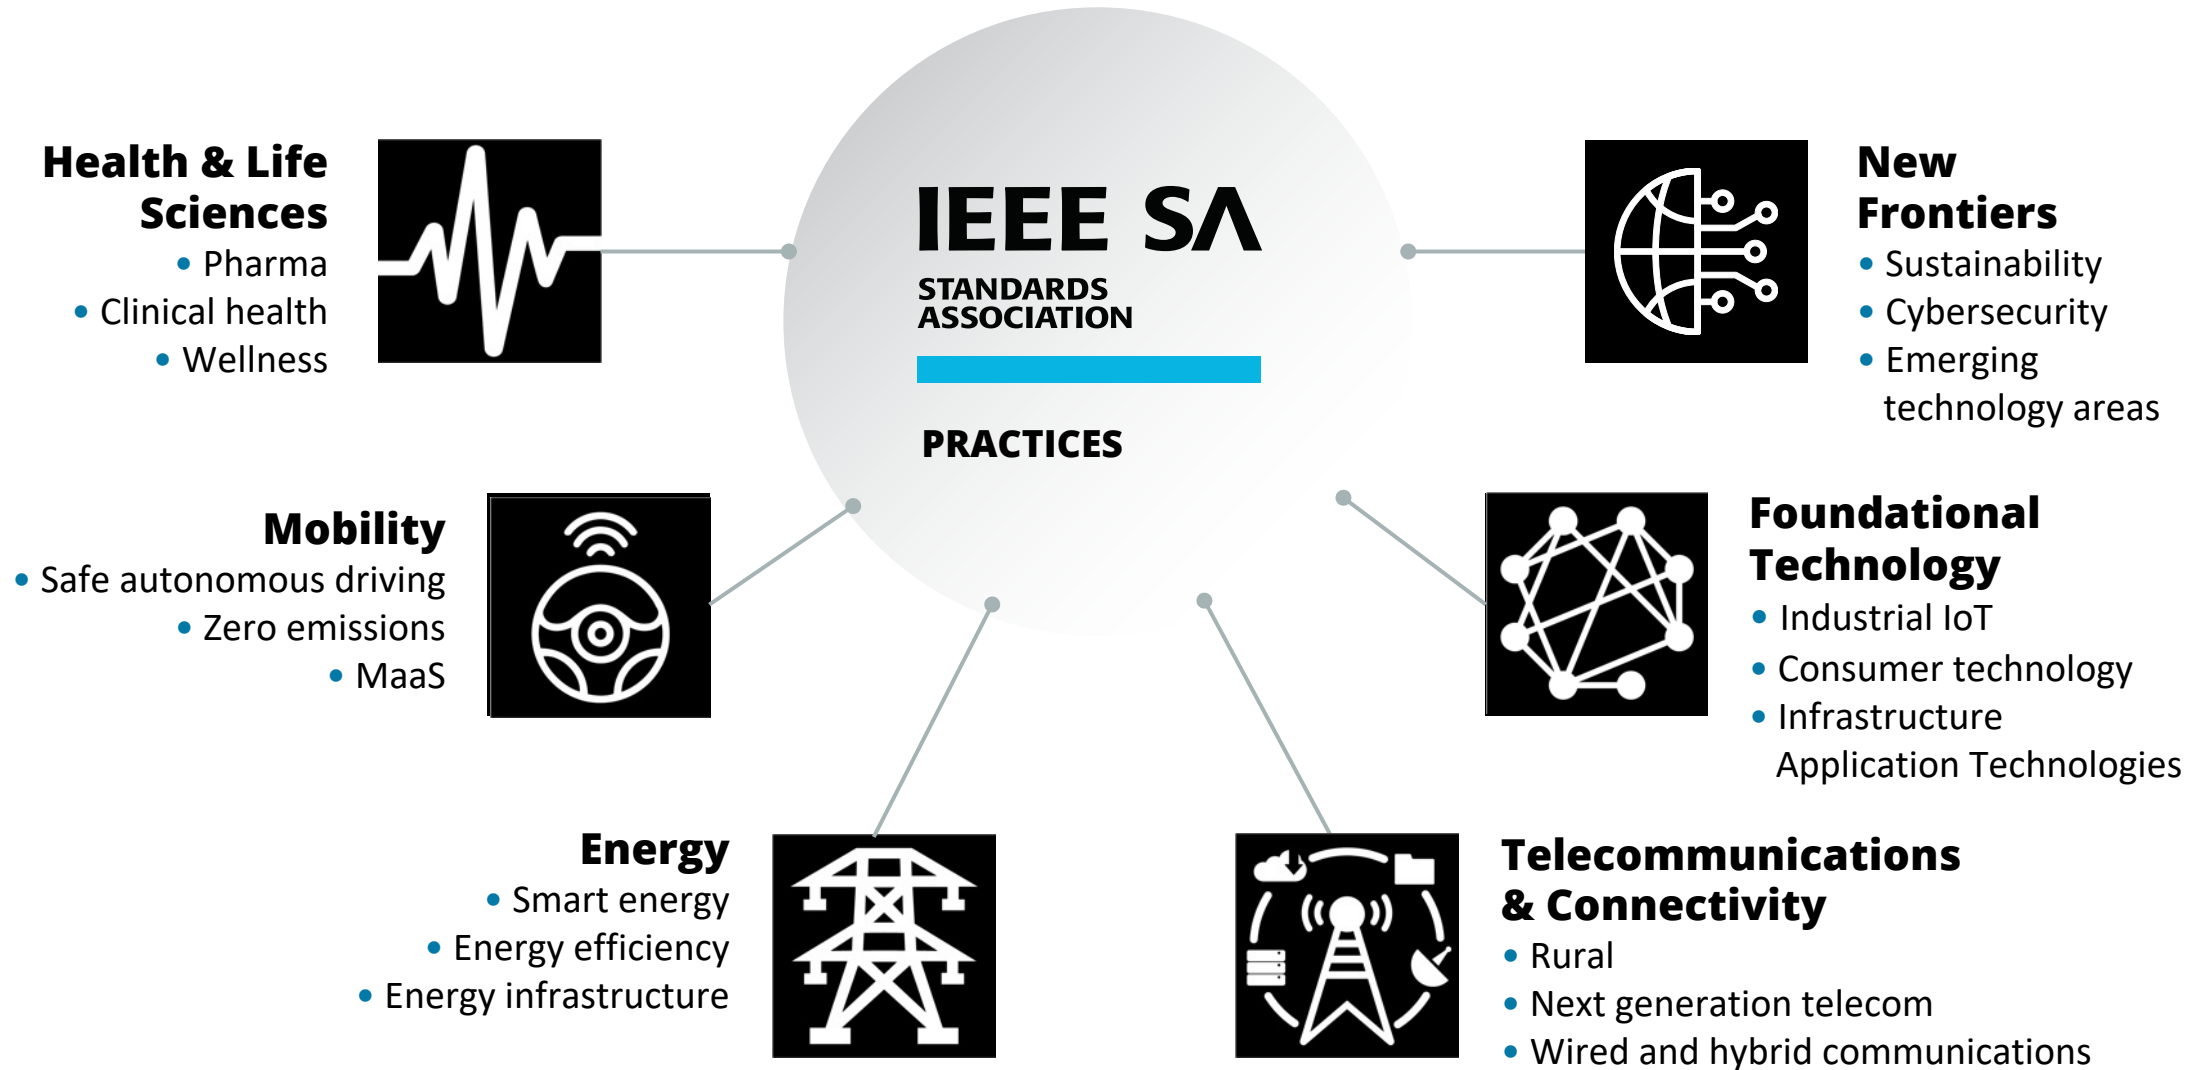 IEEE SA
STANDARDS
ASSOCIATION
PRACTICES
Health & Life
Sciences
• Pharma
• Clinical health
• Wellness
Mobility
• Safe autonomous driving
• Zero emissions
• MaaS
Energy
• Smart energy
• Energy efficiency
• Energy infrastructure
New
Frontiers
• Sustainability
• Cybersecurity
• Emerging
technology areas
Foundational
Technology
• Industrial IoT
• Consumer technology
• Infrastructure
Application Technologies
Telecommunications
& Connectivity
• Rural
• Next generation telecom
• Wired and hybrid communications